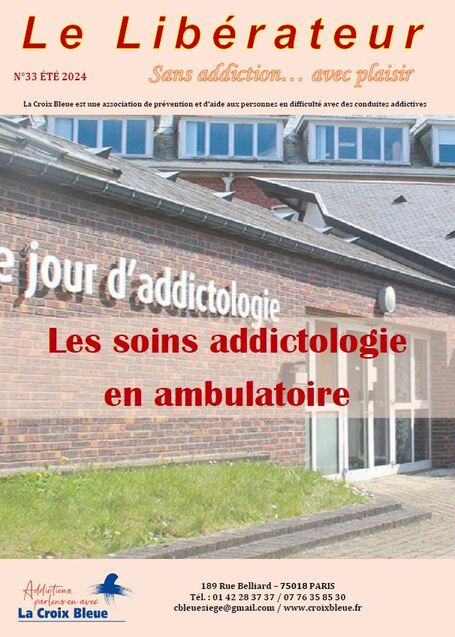 Le Libérateur
N°33 ÉTÉ 2024
Sans addiction... avec plaisir
La Croix Bleue est une association de prévention et d'aide aux personnes en difficulté avec des conduites addictives
e jour d'addictologie
Les soins addictologie
en ambulatoire
Addictions,
parlons-en avec
La Croix Bleue
189 Rue Belliard – 75018 PARIS
Tél. : 01 42 28 37 37 / 07 76 35 85 30
cbleuesiege@gmail.com / www.croixbleue.fr